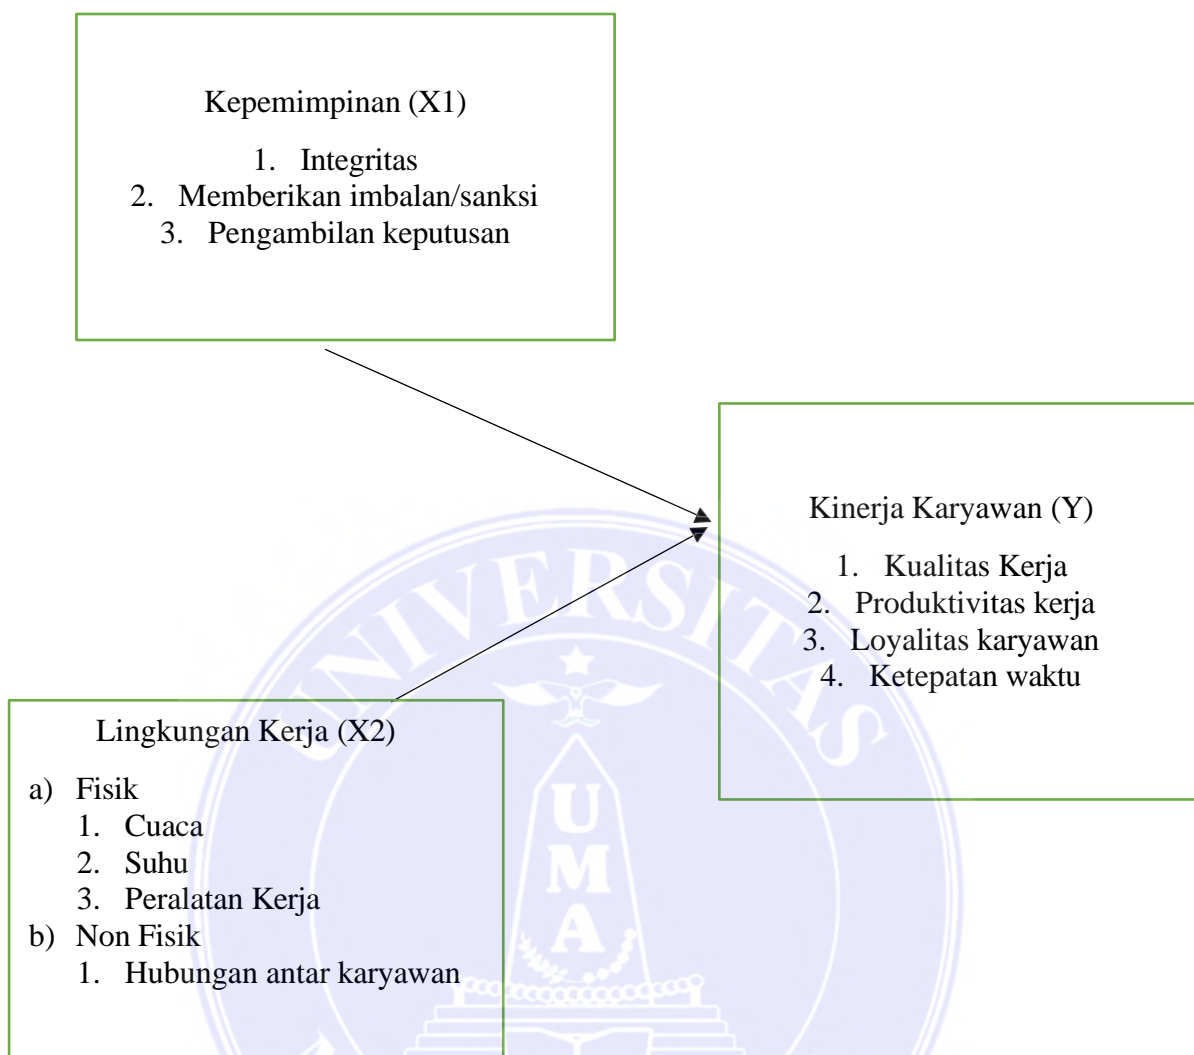 Kepemimpinan (X1)
1. Integritas
2. Memberikan imbalan/sanksi
3. Pengambilan keputusan
Kinerja Karyawan (Y)
1. Kualitas Kerja
2. Produktivitas kerja
3. Loyalitas karyawan
4. Ketepatan waktu
Lingkungan Kerja (X2)
a) Fisik
1. Cuaca
2. Suhu
3. Peralatan Kerja
b) Non Fisik
1. Hubungan antar karyawan
UNIVERSITAS
UMA